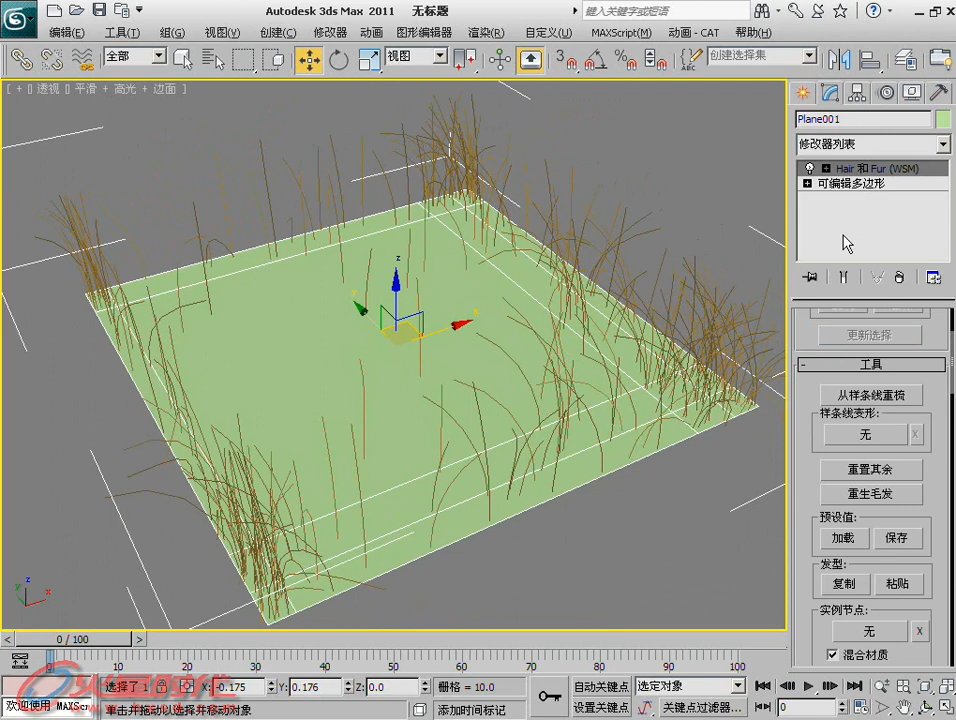 Autodesk 3ds Max 2011 无标题
键入关键字或短语
编辑(E) 工具(T) 组(G) 视图(V) 创建(C) 修改器 动画 图形编辑器 渲染(R) 自定义(U) MAXScript(M) 动画 - CAT 帮助(H)
全部 视图 创建选择集
[ + [] 透视 ][ 平滑 + 高光 + 边面 ]
Plane001
修改器列表
Hair 和 Fur (WSM)
可编辑多边形
更新选择
工具
从样条线重梳
样条线变形:
无 X
重置其余
重生毛发
预设值:
加载 保存
发型:
复制 粘贴
实例节点:
无 X
混合材质
z
x
z
x
< 0 / 100 >
0 10 20 30 40 50 60 70 80 90 100
选择了 1 X: -0.175 Y: 0.176 Z: 0.0 栅格 = 10.0 自动关键点 选定对象
欢迎使用 MAXScr 单击并拖动以选择并移动对象 添加时间标记 设置关键点 关键点过滤器... 0